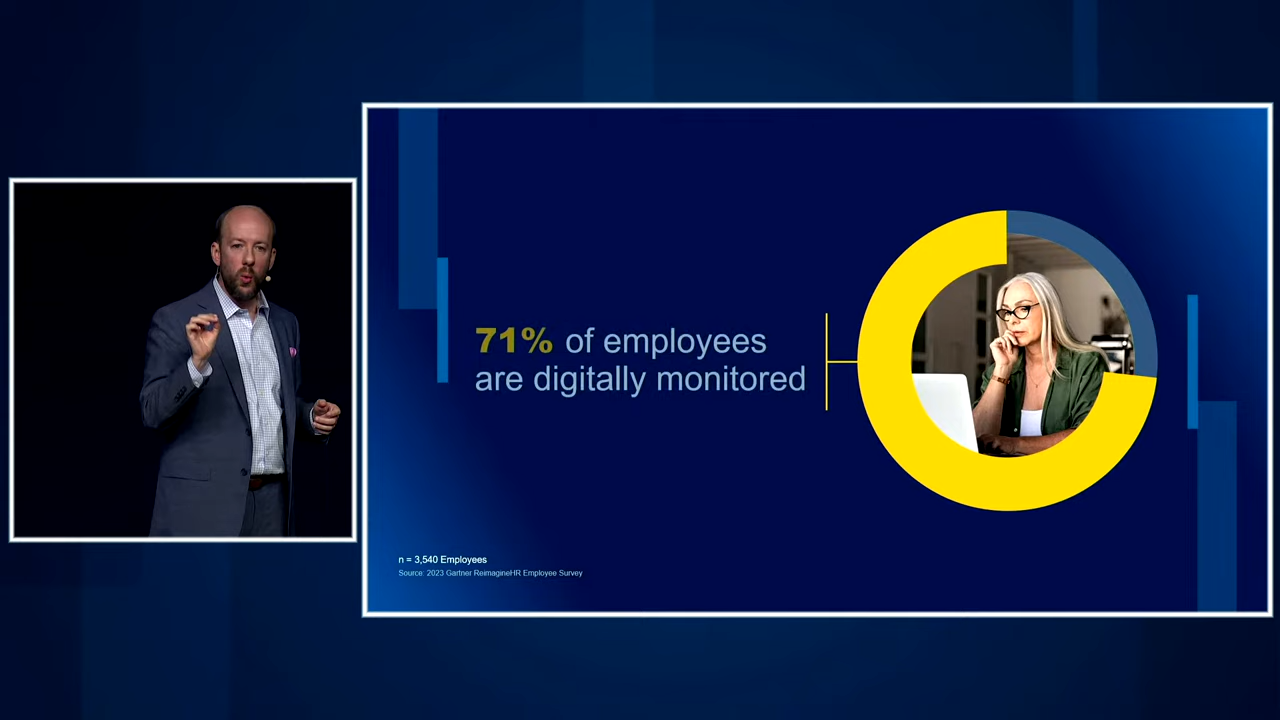 71% of employees
are digitally monitored
n = 3,540 Employees
Source: 2023 Gartner ReimagineHR Employee Survey